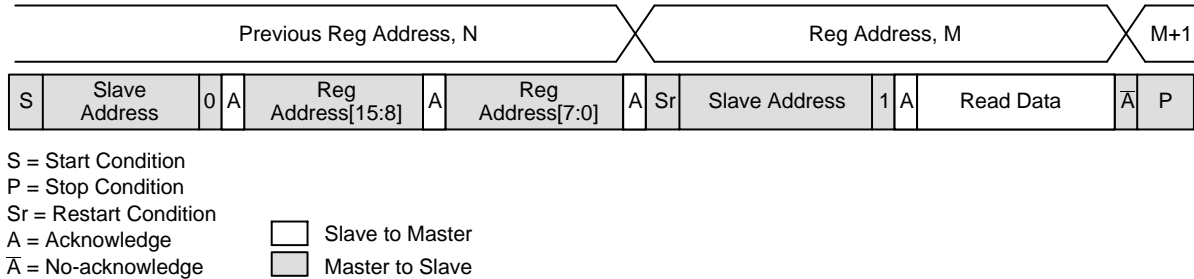 Previous Reg Address, N Reg Address, M M+1
S Slave Address 0 A Reg Address[15:8] A Reg Address[7:0] A Sr Slave Address 1 A Read Data A̅ P
S = Start Condition
P = Stop Condition
Sr = Restart Condition
A = Acknowledge
A̅ = No-acknowledge
Slave to Master
Master to Slave